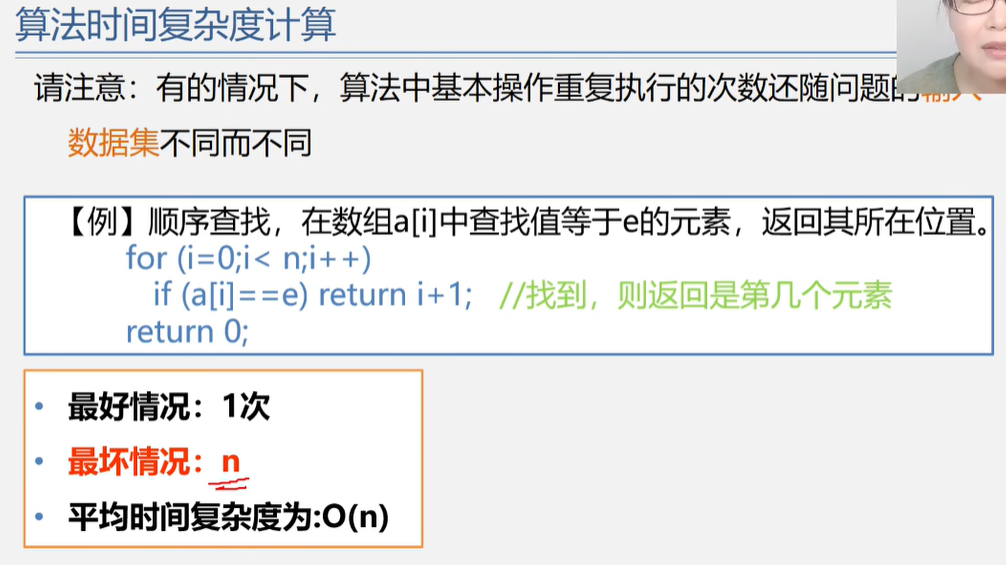 算法时间复杂度计算
请注意：有的情况下，算法中基本操作重复执行的次数还随问题的输入
数据集不同而不同
【例】顺序查找，在数组a[i]中查找值等于e的元素，返回其所在位置。
for (i=0;i< n;i++)
if (a[i]==e) return i+1; //找到，则返回是第几个元素
return 0;
• 最好情况：1次
• 最坏情况：n
• 平均时间复杂度为:O(n)